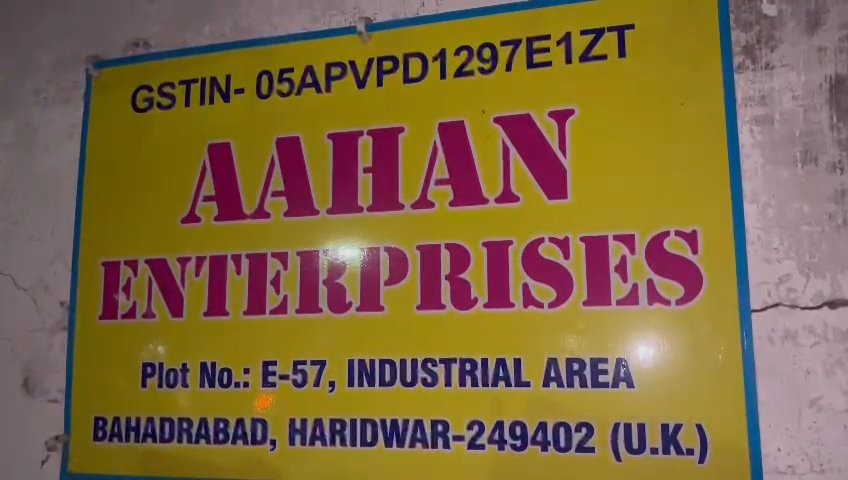 GSTIN- 05APVPD1297E1ZT
AAHAN
ENTERPRISES
Plot No.: E-57, INDUSTRIAL AREA
BAHADRABAD, HARIDWAR-249402 (U.K.)